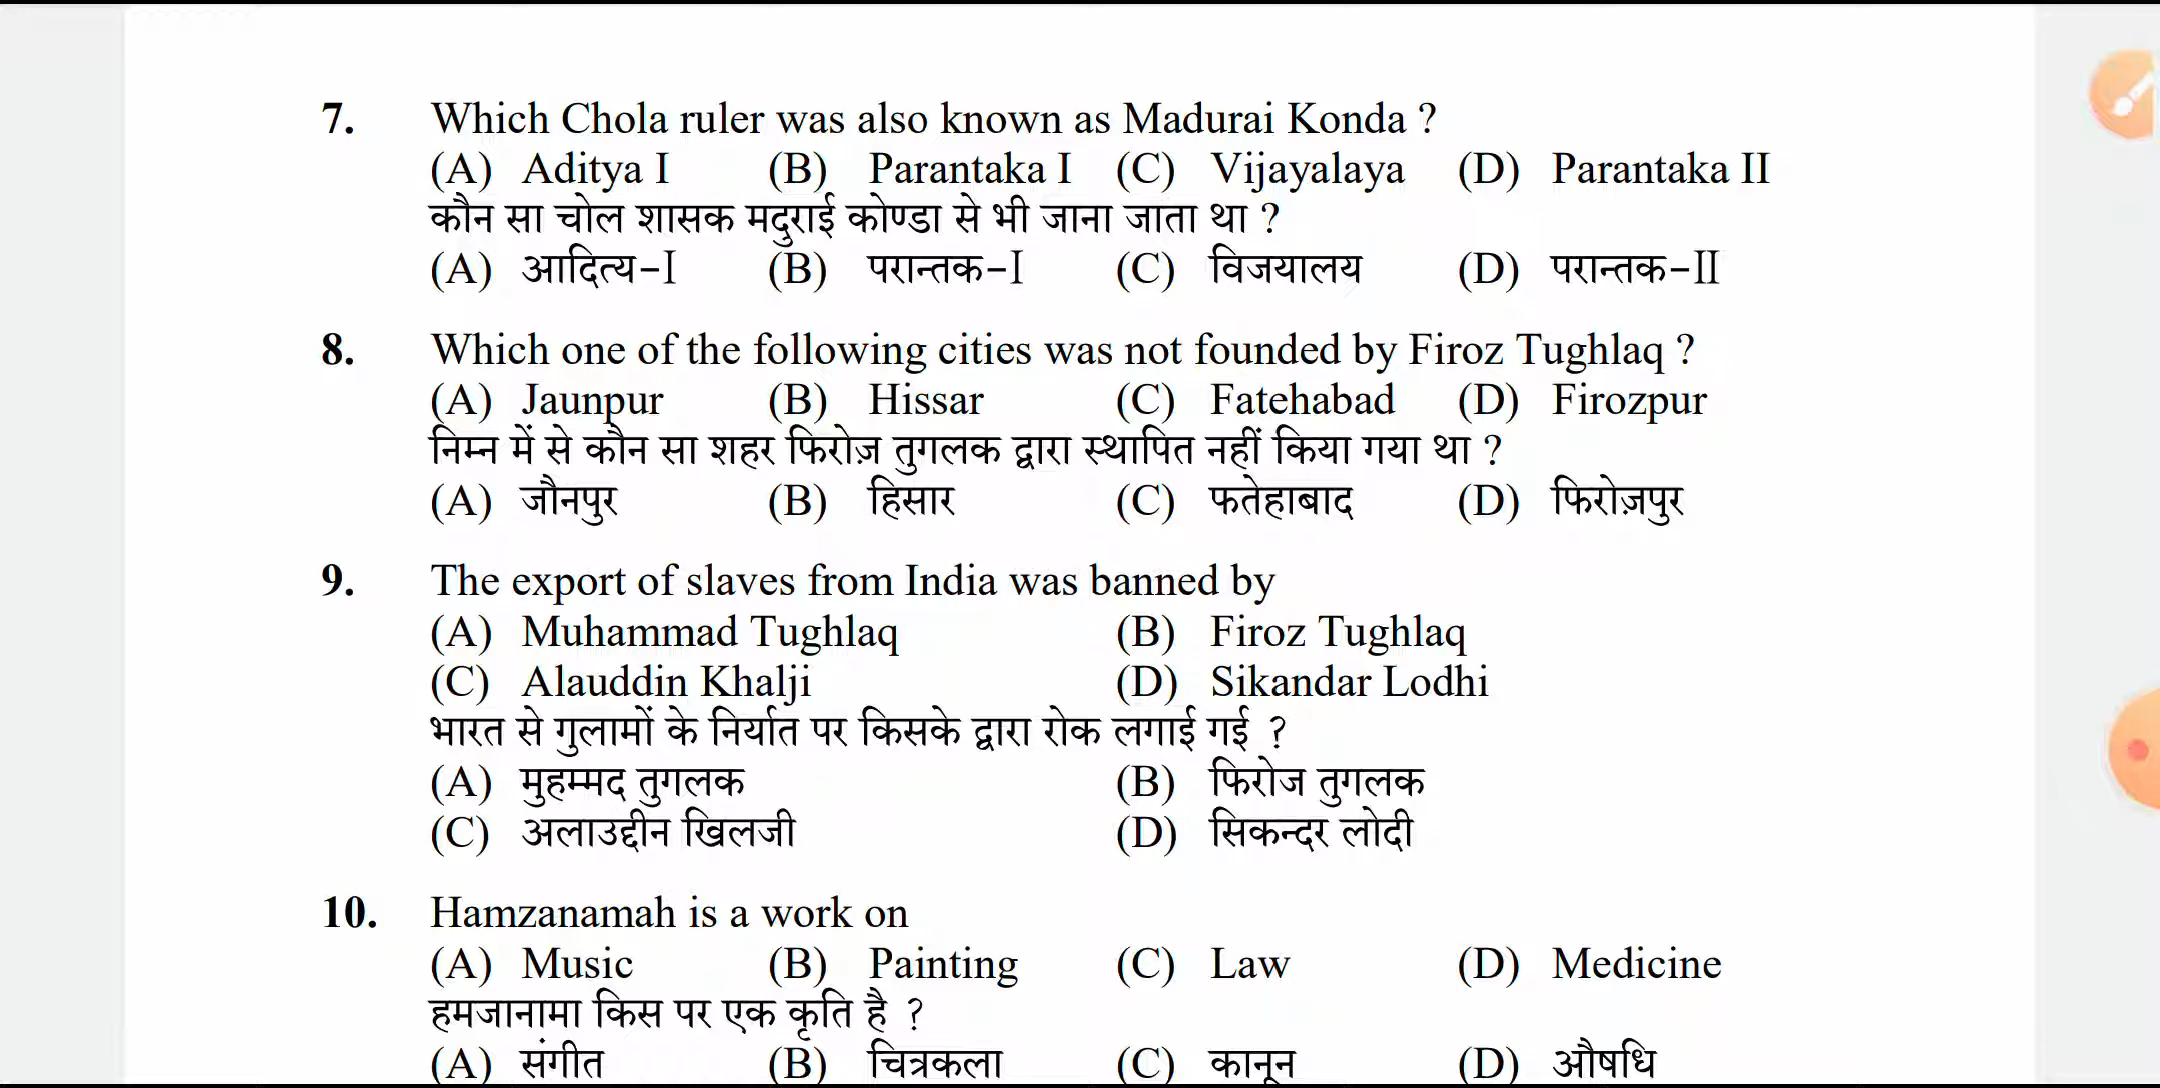 7. Which Chola ruler was also known as Madurai Konda ?
(A) Aditya I (B) Parantaka I (C) Vijayalaya (D) Parantaka II
कौन सा चोल शासक मदुराई कोण्डा से भी जाना जाता था ?
(A) आदित्य–I (B) परान्तक–I (C) विजयालय (D) परान्तक–II
8. Which one of the following cities was not founded by Firoz Tughlaq ?
(A) Jaunpur (B) Hissar (C) Fatehabad (D) Firozpur
निम्न में से कौन सा शहर फिरोज़ तुगलक द्वारा स्थापित नहीं किया गया था ?
(A) जौनपुर (B) हिसार (C) फतेहाबाद (D) फिरोज़पुर
9. The export of slaves from India was banned by
(A) Muhammad Tughlaq (B) Firoz Tughlaq
(C) Alauddin Khalji (D) Sikandar Lodhi
भारत से गुलामों के निर्यात पर किसके द्वारा रोक लगाई गई ?
(A) मुहम्मद तुगलक (B) फिरोज तुगलक
(C) अलाउद्दीन खिलजी (D) सिकन्दर लोदी
10. Hamzanamah is a work on
(A) Music (B) Painting (C) Law (D) Medicine
हमजानामा किस पर एक कृति है ?
(A) संगीत (B) चित्रकला (C) कानून (D) औषधि